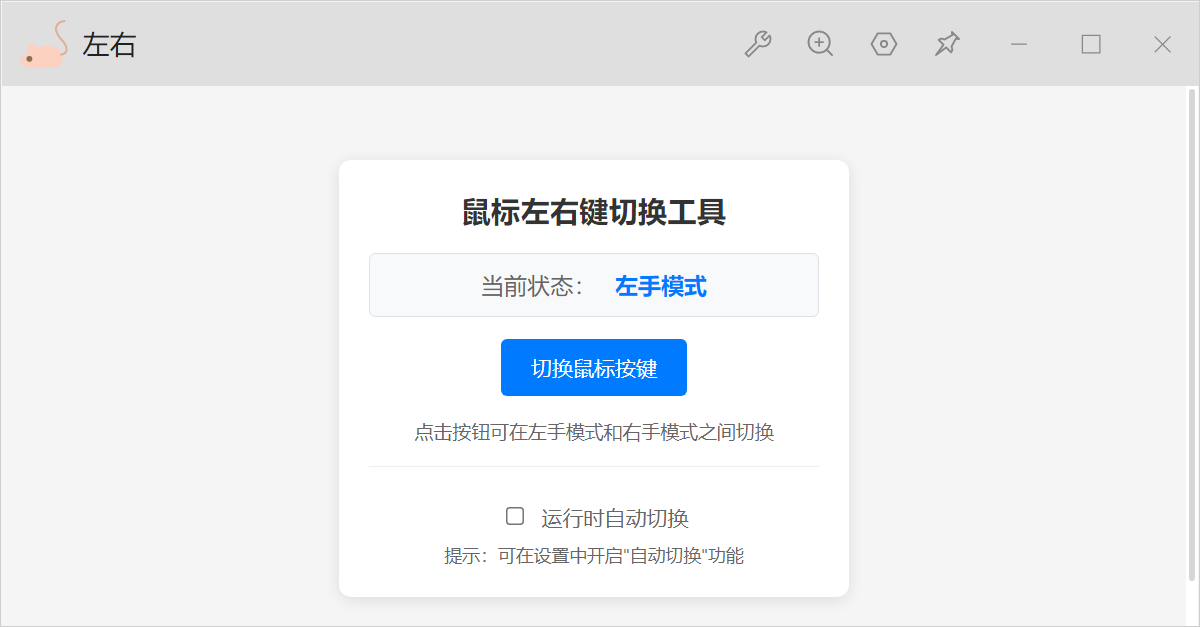 左右
鼠标左右键切换工具
当前状态： 左手模式
切换鼠标按键
点击按钮可在左手模式和右手模式之间切换
运行时自动切换
提示：可在设置中开启"自动切换"功能